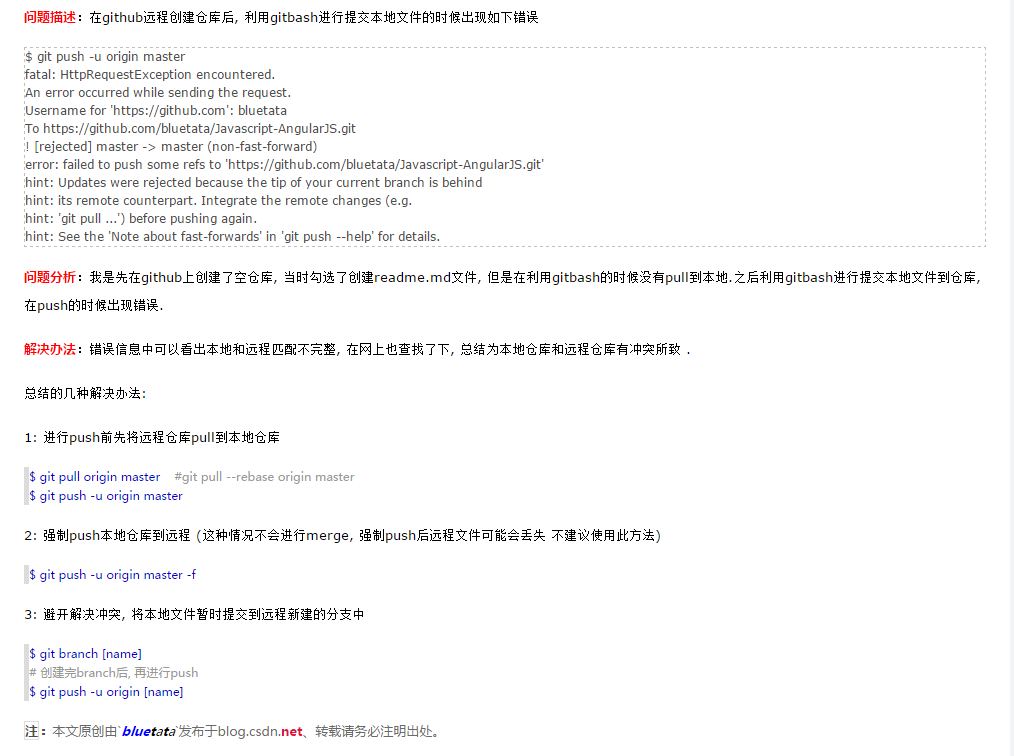 问题描述：在github远程创建仓库后, 利用gitbash进行提交本地文件的时候出现如下错误
$ git push -u origin master
fatal: HttpRequestException encountered.
An error occurred while sending the request.
Username for 'https://github.com': bluetata
To https://github.com/bluetata/Javascript-AngularJS.git
! [rejected] master -> master (non-fast-forward)
error: failed to push some refs to 'https://github.com/bluetata/Javascript-AngularJS.git'
hint: Updates were rejected because the tip of your current branch is behind
hint: its remote counterpart. Integrate the remote changes (e.g.
hint: 'git pull ...') before pushing again.
hint: See the 'Note about fast-forwards' in 'git push --help' for details.
问题分析：我是先在github上创建了空仓库, 当时勾选了创建readme.md文件, 但是在利用gitbash的时候没有pull到本地.之后利用gitbash进行提交本地文件到仓库,
在push的时候出现错误.
解决办法：错误信息中可以看出本地和远程匹配不完整, 在网上也查找了下, 总结为本地仓库和远程仓库有冲突所致 .
总结的几种解决办法:
1: 进行push前先将远程仓库pull到本地仓库
$ git pull origin master    #git pull --rebase origin master
$ git push -u origin master
2: 强制push本地仓库到远程 (这种情况不会进行merge, 强制push后远程文件可能会丢失 不建议使用此方法)
$ git push -u origin master -f
3: 避开解决冲突, 将本地文件暂时提交到远程新建的分支中
$ git branch [name]
# 创建完branch后, 再进行push
$ git push -u origin [name]
注：本文原创由`bluetata`发布于blog.csdn.net、转载请务必注明出处。